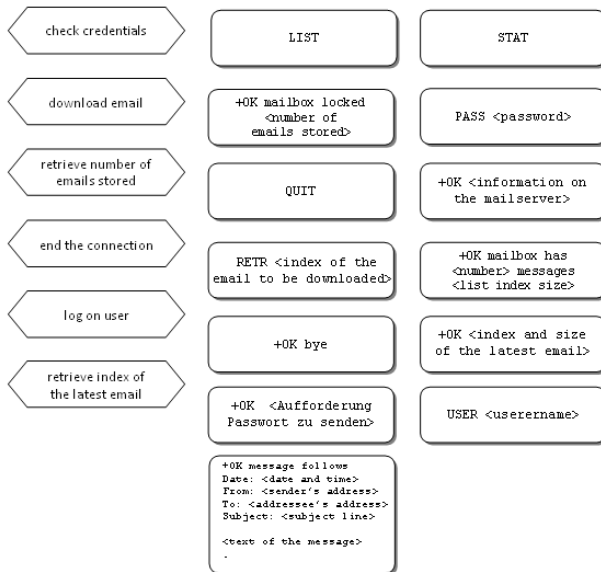 check credentials
download email
retrieve number of
emails stored
end the connection
log on user
retrieve index of
the latest email
LIST
+OK mailbox locked
<number of
emails stored>
QUIT
RETR <index of the
email to be downloaded>
+OK bye
+OK <Aufforderung
Passwort zu senden>
+OK message follows
Date: <date and time>
From: <sender's address>
To: <addressee's address>
Subject: <subject line>
<text of the message>
.
STAT
PASS <password>
+OK <information on
the mailserver>
+OK mailbox has
<number> messages
<list index size>
+OK <index and size
of the latest email>
USER <userername>